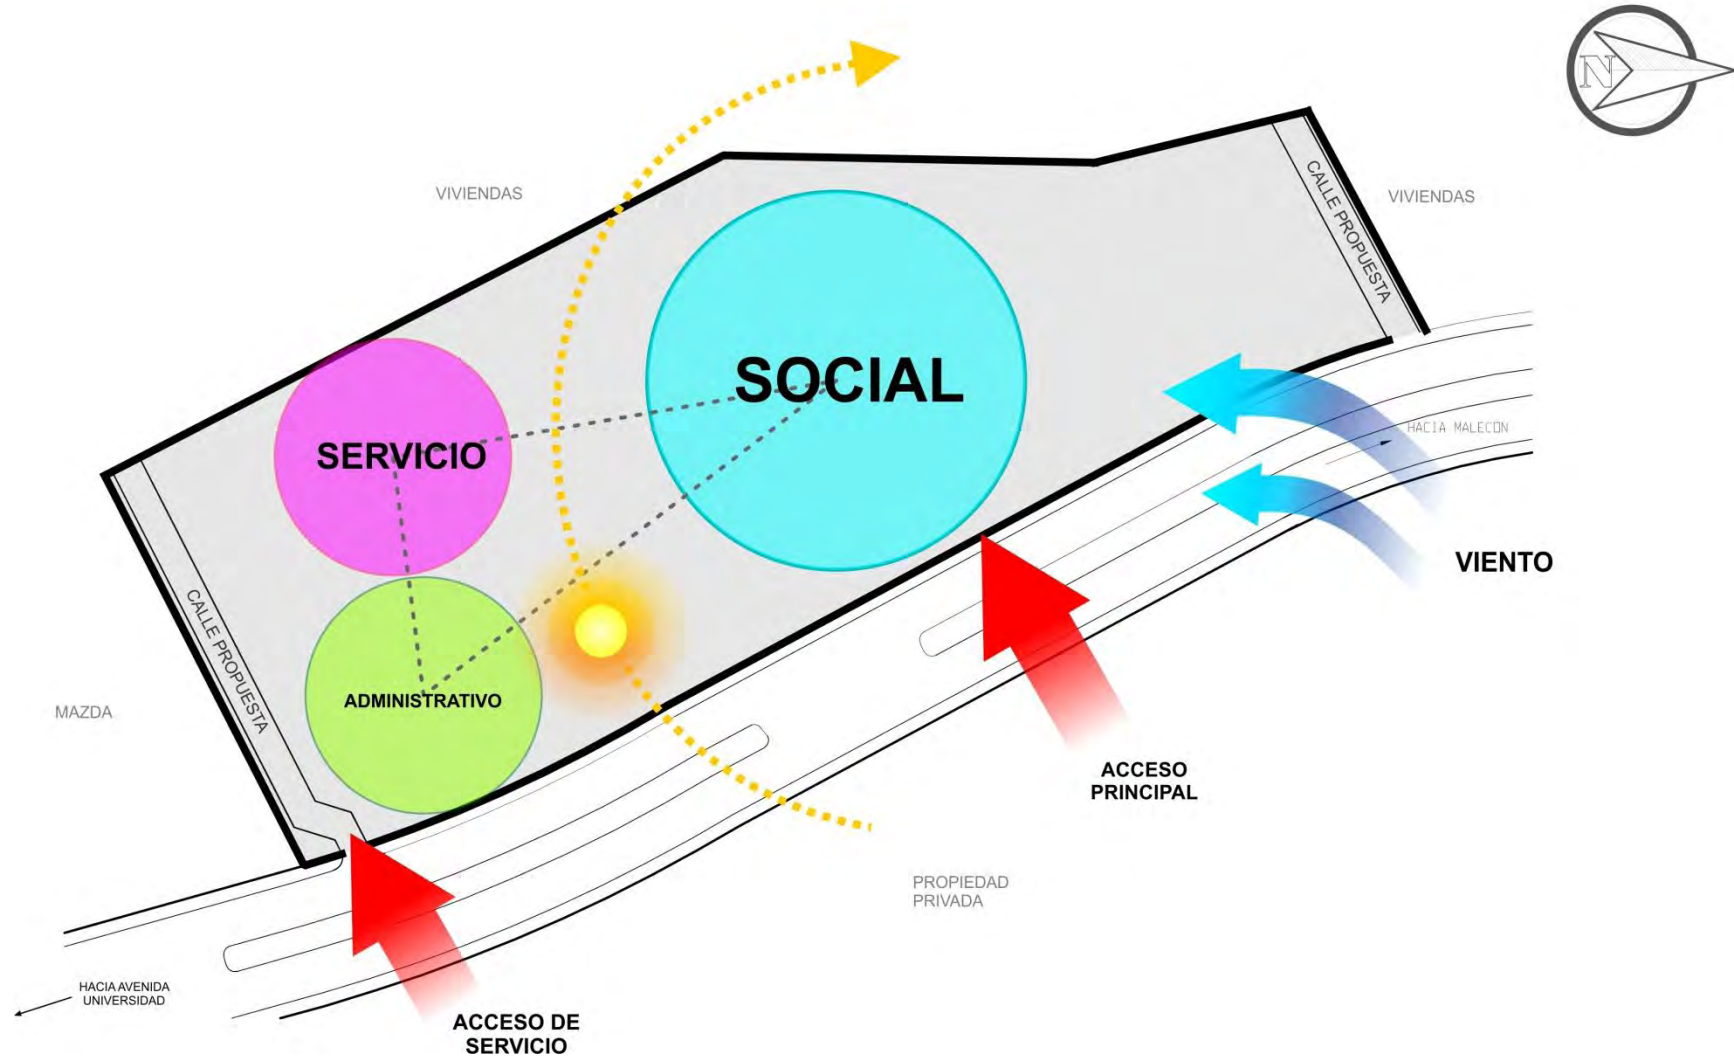 N
VIVIENDAS
CALLE PROPUESTA
VIVIENDAS
SOCIAL
SERVICIO
HACIA MALECON
VIENTO
CALLE PROPUESTA
ADMINISTRATIVO
MAZDA
ACCESO
PRINCIPAL
PROPIEDAD
PRIVADA
HACIA AVENIDA
UNIVERSIDAD
ACCESO DE
SERVICIO